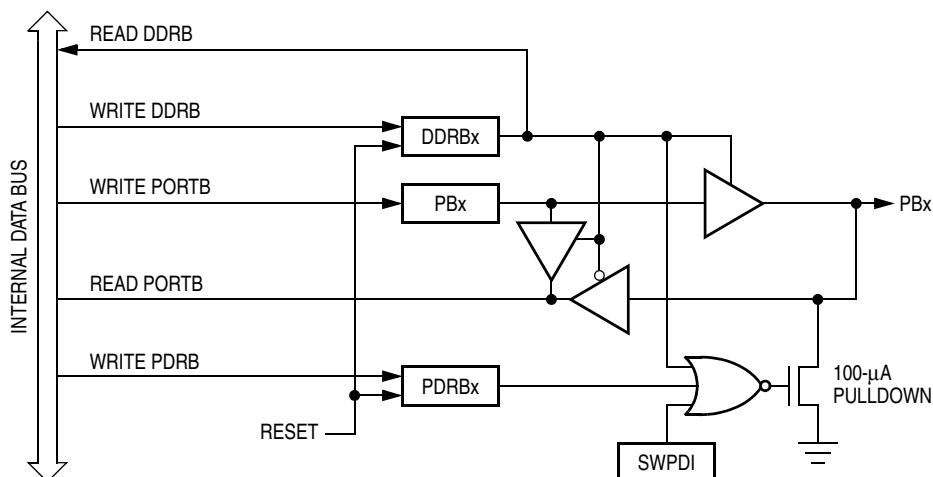 READ DDRB
WRITE DDRB
DDRBx
WRITE PORTB
PBx
PBx
READ PORTB
INTERNAL DATA BUS
WRITE PDRB
PDRBx
100-µA
PULLDOWN
RESET
SWPDI